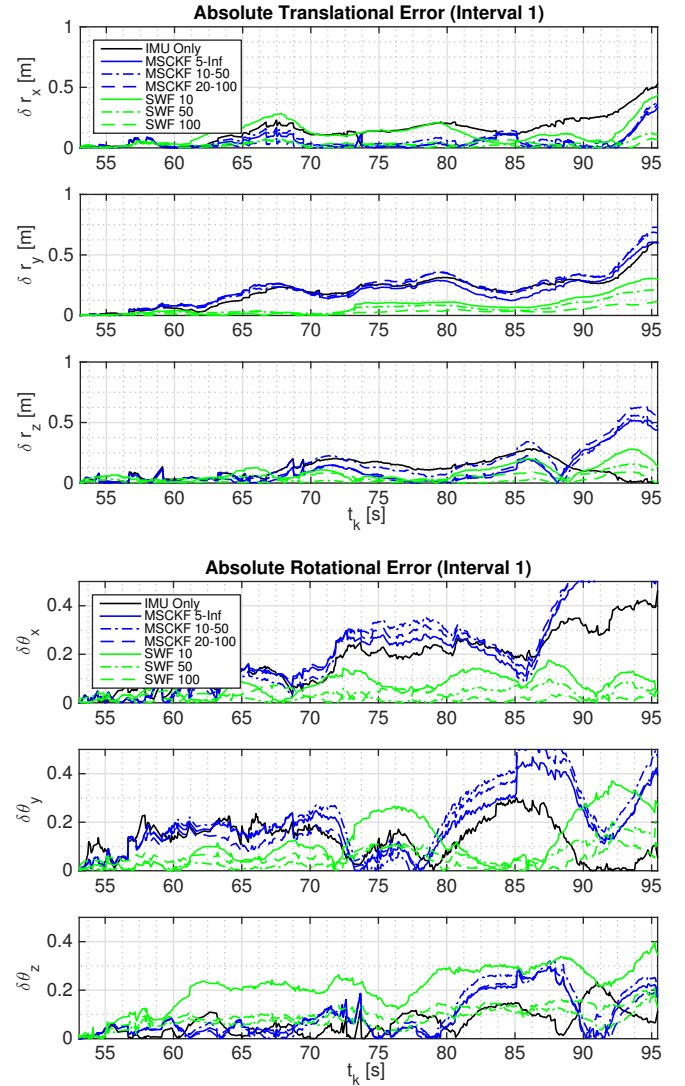 Absolute Translational Error (Interval 1)
1
0.5
0
δ r_x [m]
IMU Only
MSCKF 5-Inf
MSCKF 10-50
MSCKF 20-100
SWF 10
SWF 50
SWF 100
55 60 65 70 75 80 85 90 95
1
0.5
0
δ r_y [m]
55 60 65 70 75 80 85 90 95
1
0.5
0
δ r_z [m]
55 60 65 70 75 80 85 90 95
t_k [s]
Absolute Rotational Error (Interval 1)
0.4
0.2
0
δθ_x
IMU Only
MSCKF 5-Inf
MSCKF 10-50
MSCKF 20-100
SWF 10
SWF 50
SWF 100
55 60 65 70 75 80 85 90 95
0.4
0.2
0
δθ_y
55 60 65 70 75 80 85 90 95
0.4
0.2
0
δθ_z
55 60 65 70 75 80 85 90 95
t_k [s]